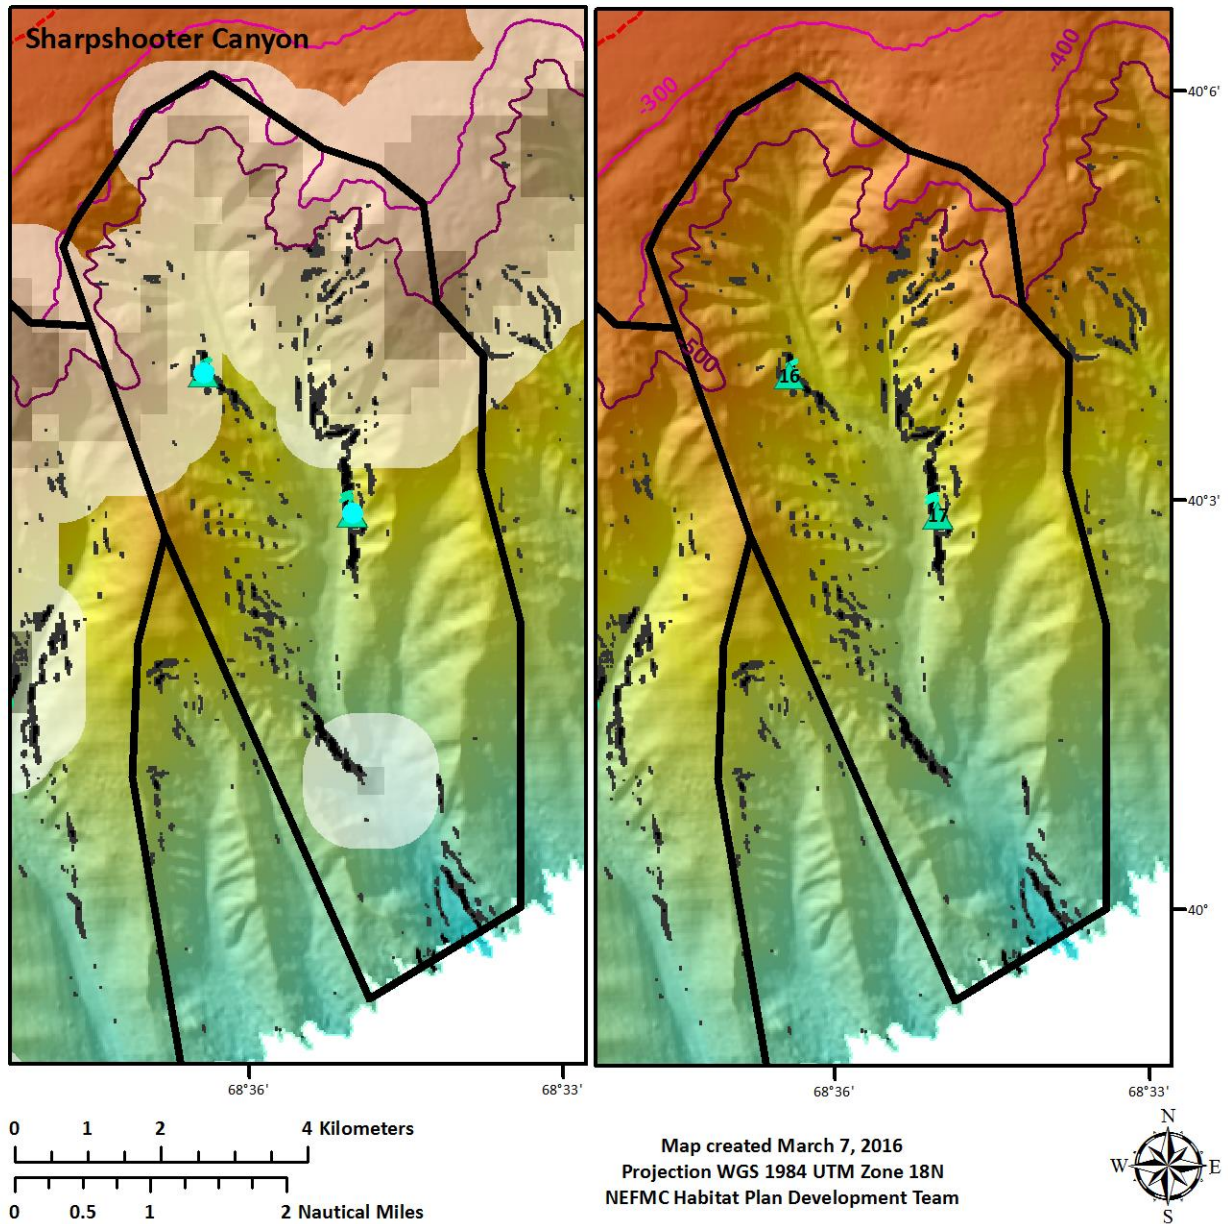 Sharpshooter Canyon
-300
-400
-500
16
17
40°6'
40°3'
40°
68°36'
68°33'
68°36'
68°33'
0 1 2 4 Kilometers
0 0.5 1 2 Nautical Miles
Map created March 7, 2016
Projection WGS 1984 UTM Zone 18N
NEFMC Habitat Plan Development Team
N
W E
S